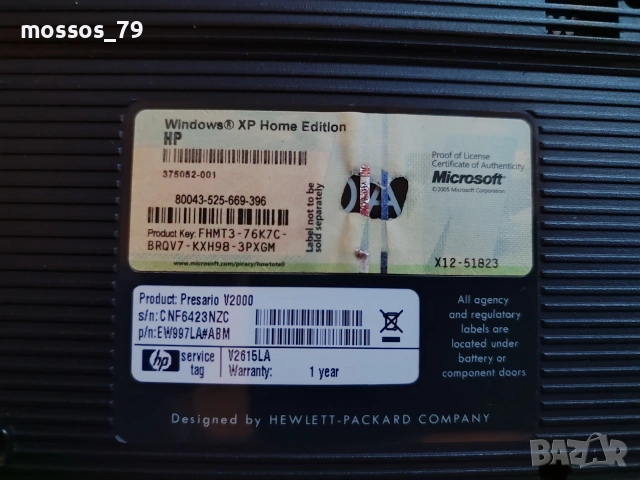 mossos_79
Windows® XP Home Edition
HP
375052-001
80043-525-669-396
Product Key: FHMT3-76K7C-
BRQV7-KXH98-3PXGM
www.microsoft.com/piracy/howtotell
Label not to be
sold separately
Proof of License
Certificate of Authenticity
Microsoft
©2005 Microsoft Corporation
X12-51823
Product: Presario V2000
s/n: CNF6423NZC
p/n: EW997LA#ABM
hp service
tag
V2615LA
Warranty: 1 year
All agency
and regulatory
labels are
located under
battery or
component doors
Designed by HEWLETT-PACKARD COMPANY
BAZAR